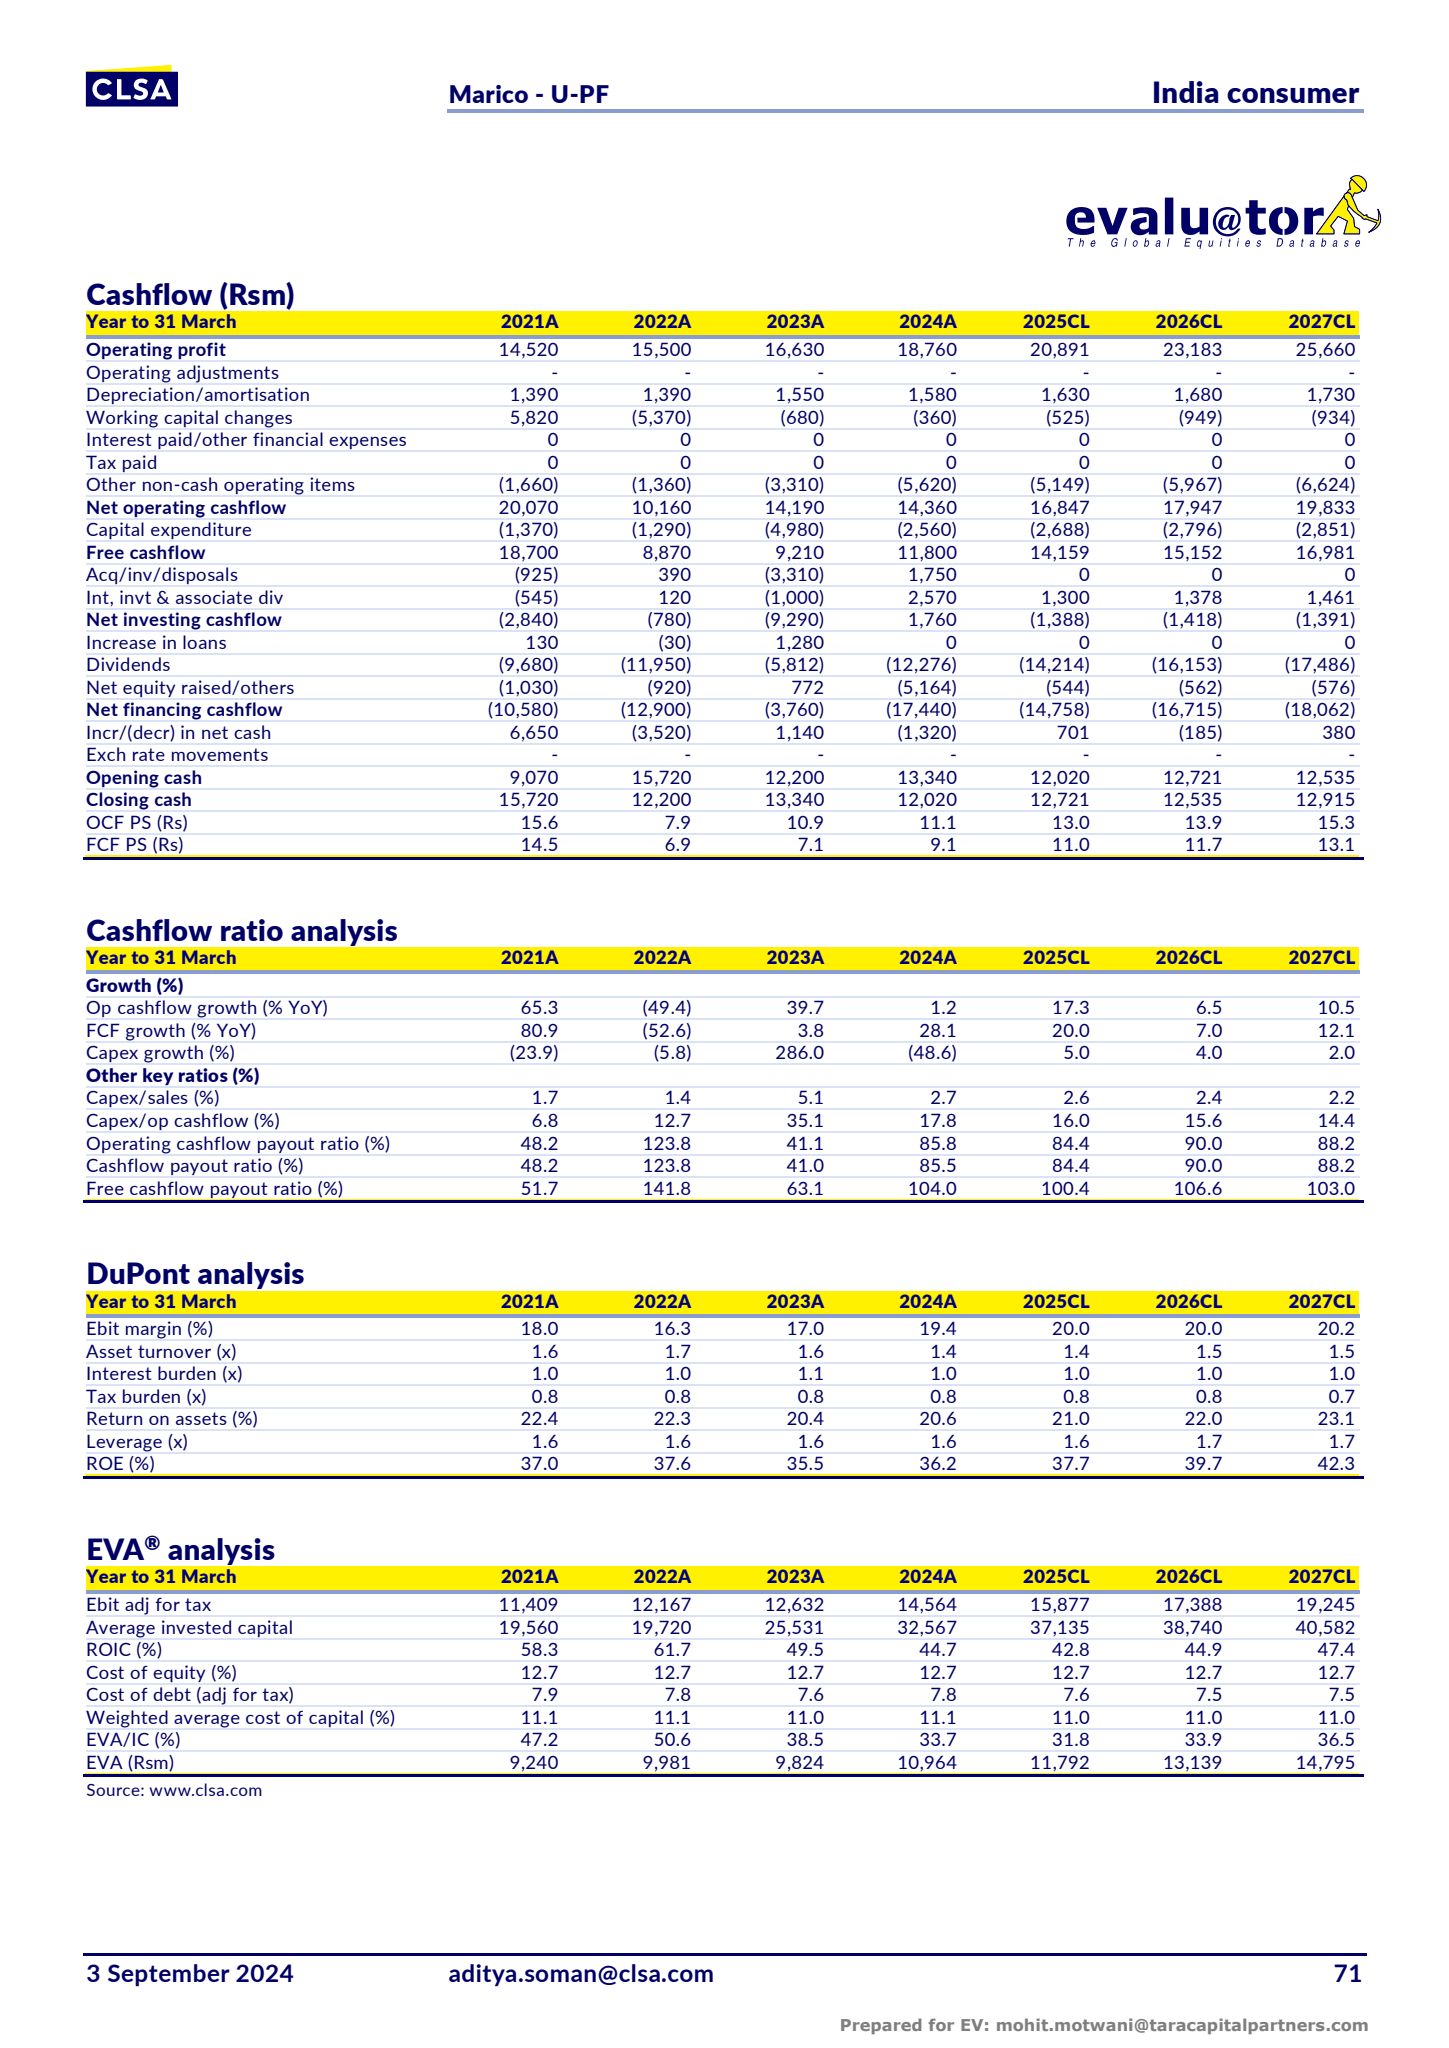 CLSA
Marico - U-PF
India consumer
evalu@tor
The Global Equities Database
Cashflow (Rsm)
Year to 31 March 2021A 2022A 2023A 2024A 2025CL 2026CL 2027CL
Operating profit 14,520 15,500 16,630 18,760 20,891 23,183 25,660
Operating adjustments - - - - - - -
Depreciation/amortisation 1,390 1,390 1,550 1,580 1,630 1,680 1,730
Working capital changes 5,820 (5,370) (680) (360) (525) (949) (934)
Interest paid/other financial expenses 0 0 0 0 0 0 0
Tax paid 0 0 0 0 0 0 0
Other non-cash operating items (1,660) (1,360) (3,310) (5,620) (5,149) (5,967) (6,624)
Net operating cashflow 20,070 10,160 14,190 14,360 16,847 17,947 19,833
Capital expenditure (1,370) (1,290) (4,980) (2,560) (2,688) (2,796) (2,851)
Free cashflow 18,700 8,870 9,210 11,800 14,159 15,152 16,981
Acq/inv/disposals (925) 390 (3,310) 1,750 0 0 0
Int, invt & associate div (545) 120 (1,000) 2,570 1,300 1,378 1,461
Net investing cashflow (2,840) (780) (9,290) 1,760 (1,388) (1,418) (1,391)
Increase in loans 130 (30) 1,280 0 0 0 0
Dividends (9,680) (11,950) (5,812) (12,276) (14,214) (16,153) (17,486)
Net equity raised/others (1,030) (920) 772 (5,164) (544) (562) (576)
Net financing cashflow (10,580) (12,900) (3,760) (17,440) (14,758) (16,715) (18,062)
Incr/(decr) in net cash 6,650 (3,520) 1,140 (1,320) 701 (185) 380
Exch rate movements - - - - - - -
Opening cash 9,070 15,720 12,200 13,340 12,020 12,721 12,535
Closing cash 15,720 12,200 13,340 12,020 12,721 12,535 12,915
OCF PS (Rs) 15.6 7.9 10.9 11.1 13.0 13.9 15.3
FCF PS (Rs) 14.5 6.9 7.1 9.1 11.0 11.7 13.1
Cashflow ratio analysis
Year to 31 March 2021A 2022A 2023A 2024A 2025CL 2026CL 2027CL
Growth (%)
Op cashflow growth (% YoY) 65.3 (49.4) 39.7 1.2 17.3 6.5 10.5
FCF growth (% YoY) 80.9 (52.6) 3.8 28.1 20.0 7.0 12.1
Capex growth (%) (23.9) (5.8) 286.0 (48.6) 5.0 4.0 2.0
Other key ratios (%)
Capex/sales (%) 1.7 1.4 5.1 2.7 2.6 2.4 2.2
Capex/op cashflow (%) 6.8 12.7 35.1 17.8 16.0 15.6 14.4
Operating cashflow payout ratio (%) 48.2 123.8 41.1 85.8 84.4 90.0 88.2
Cashflow payout ratio (%) 48.2 123.8 41.0 85.5 84.4 90.0 88.2
Free cashflow payout ratio (%) 51.7 141.8 63.1 104.0 100.4 106.6 103.0
DuPont analysis
Year to 31 March 2021A 2022A 2023A 2024A 2025CL 2026CL 2027CL
Ebit margin (%) 18.0 16.3 17.0 19.4 20.0 20.0 20.2
Asset turnover (x) 1.6 1.7 1.6 1.4 1.4 1.5 1.5
Interest burden (x) 1.0 1.0 1.1 1.0 1.0 1.0 1.0
Tax burden (x) 0.8 0.8 0.8 0.8 0.8 0.8 0.7
Return on assets (%) 22.4 22.3 20.4 20.6 21.0 22.0 23.1
Leverage (x) 1.6 1.6 1.6 1.6 1.6 1.7 1.7
ROE (%) 37.0 37.6 35.5 36.2 37.7 39.7 42.3
EVA® analysis
Year to 31 March 2021A 2022A 2023A 2024A 2025CL 2026CL 2027CL
Ebit adj for tax 11,409 12,167 12,632 14,564 15,877 17,388 19,245
Average invested capital 19,560 19,720 25,531 32,567 37,135 38,740 40,582
ROIC (%) 58.3 61.7 49.5 44.7 42.8 44.9 47.4
Cost of equity (%) 12.7 12.7 12.7 12.7 12.7 12.7 12.7
Cost of debt (adj for tax) 7.9 7.8 7.6 7.8 7.6 7.5 7.5
Weighted average cost of capital (%) 11.1 11.1 11.0 11.1 11.0 11.0 11.0
EVA/IC (%) 47.2 50.6 38.5 33.7 31.8 33.9 36.5
EVA (Rsm) 9,240 9,981 9,824 10,964 11,792 13,139 14,795
Source: www.clsa.com
3 September 2024
aditya.soman@clsa.com
71
Prepared for EV: mohit.motwani@taracapitalpartners.com